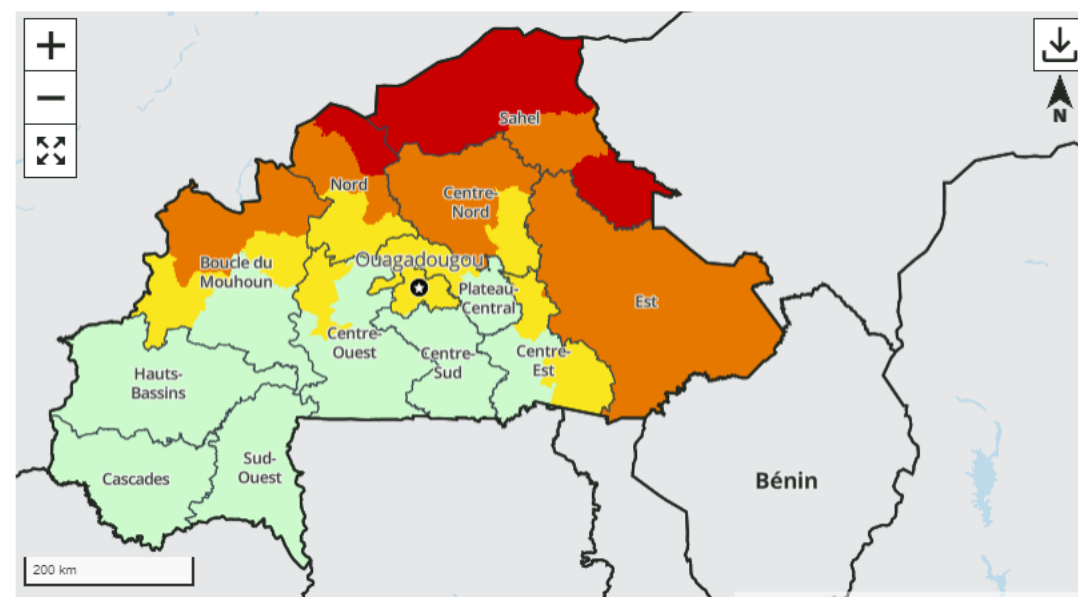 +
−
N
Sahel
Nord
Centre-
Nord
Boucle du
Mouhoun
Ouagadougou
Plateau-
Central
Est
Centre-
Ouest
Centre-
Sud
Centre-
Est
Hauts-
Bassins
Cascades
Sud-
Ouest
Bénin
200 km